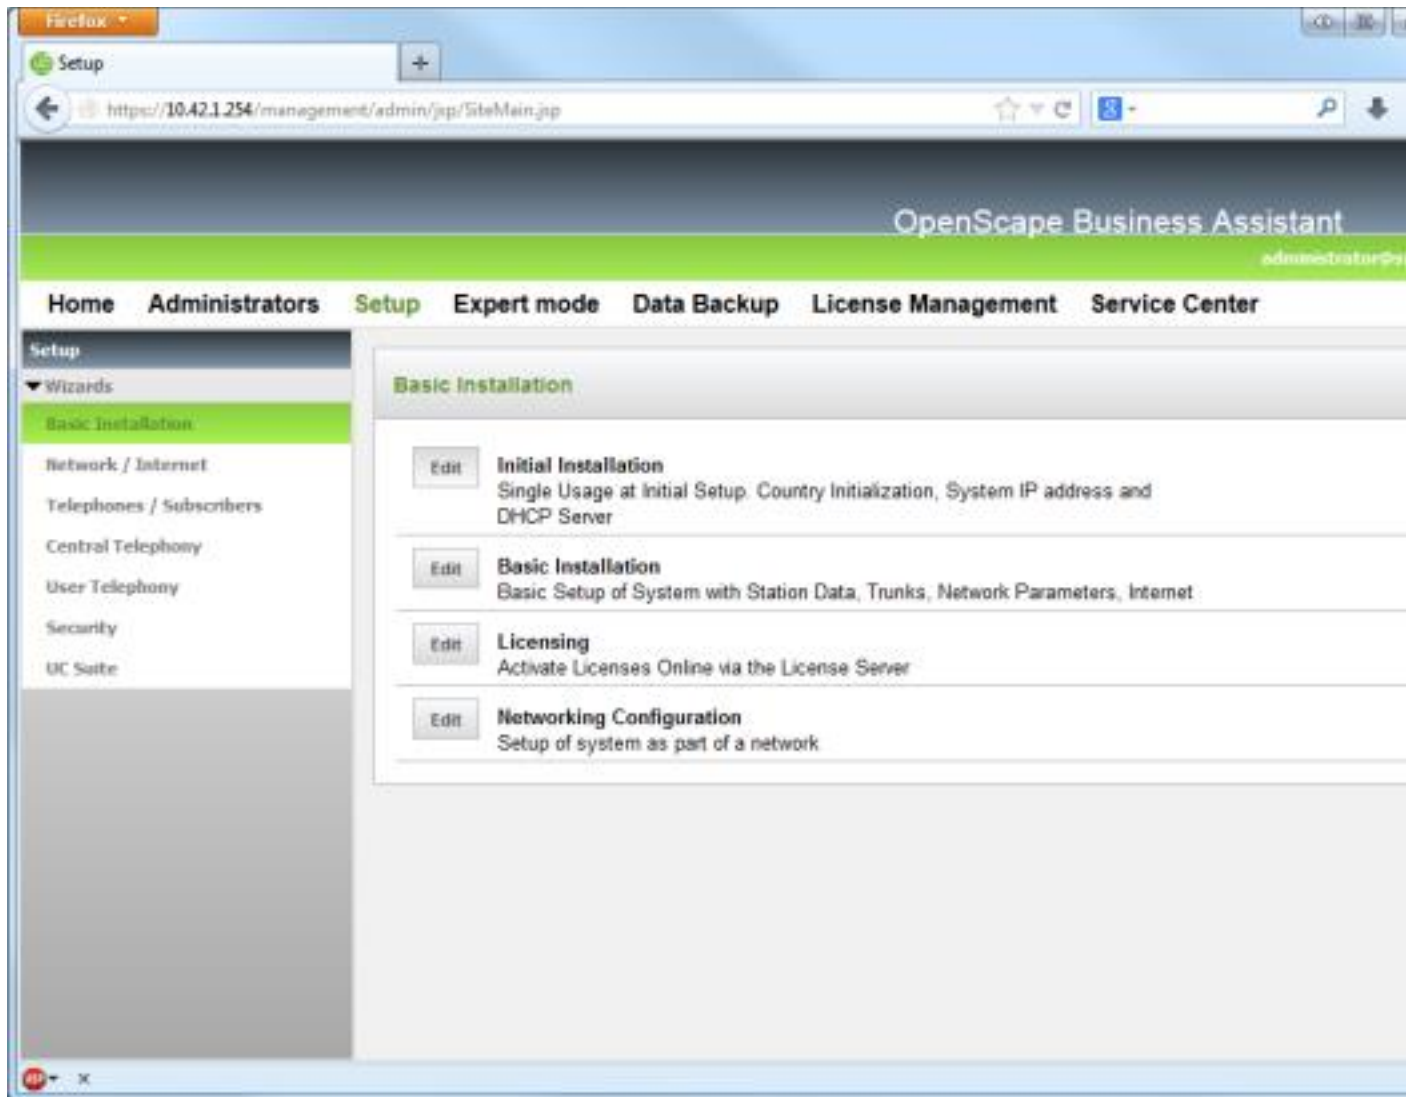 Firefox
Setup
https://10.42.1.254/management/admin/jsp/SiteMain.jsp
OpenScape Business Assistant
Home Administrators Setup Expert mode Data Backup License Management Service Center
Setup
Wizards
Basic Installation
Network / Internet
Telephones / Subscribers
Central Telephony
User Telephony
Security
UC Suite
Basic Installation
Edit Initial Installation
Single Usage at Initial Setup. Country Initialization, System IP address and
DHCP Server
Edit Basic Installation
Basic Setup of System with Station Data, Trunks, Network Parameters, Internet
Edit Licensing
Activate Licenses Online via the License Server
Edit Networking Configuration
Setup of system as part of a network
ABP